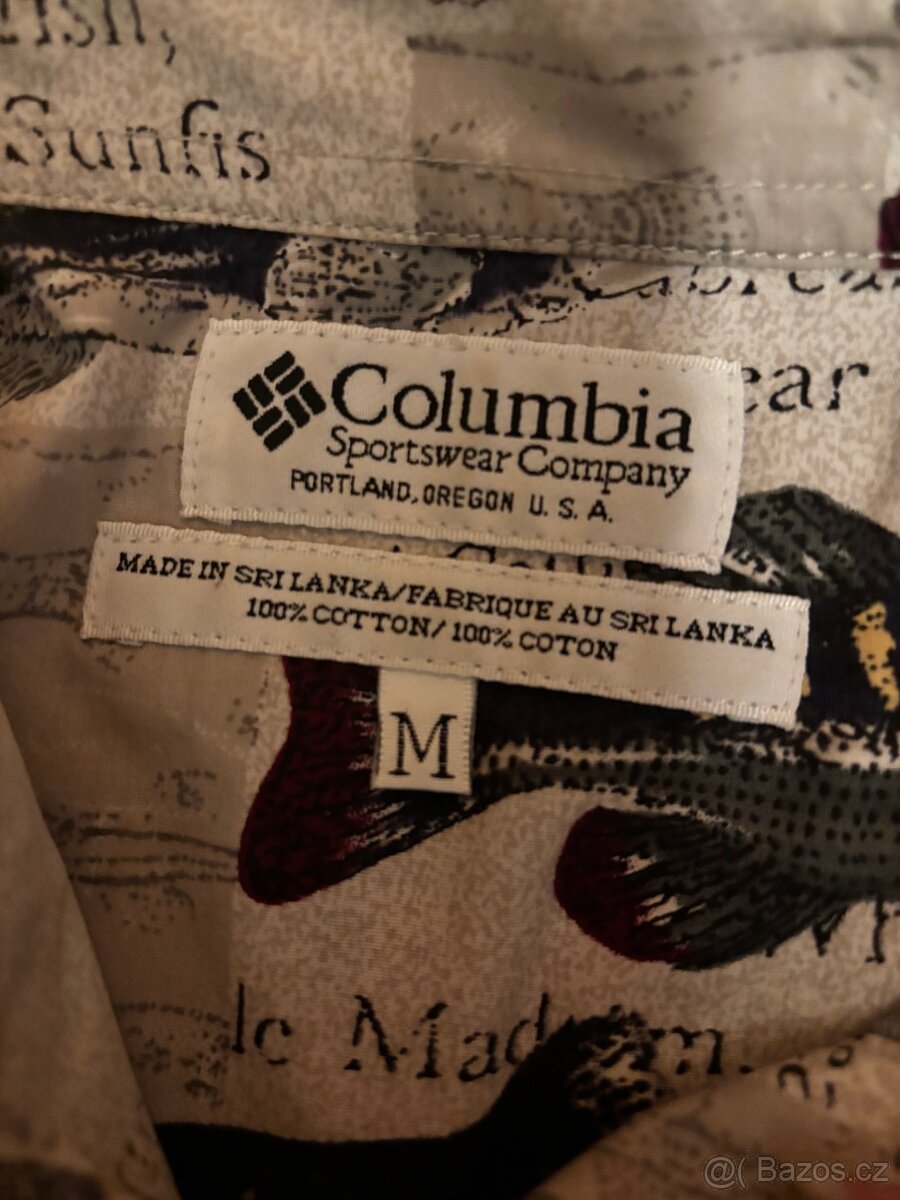 Sunfis
Columbia
Sportswear Company
PORTLAND, OREGON U. S. A.
MADE IN SRI LANKA/FABRIQUE AU SRI LANKA
100% COTTON/ 100% COTON
M
@( Bazos.cz